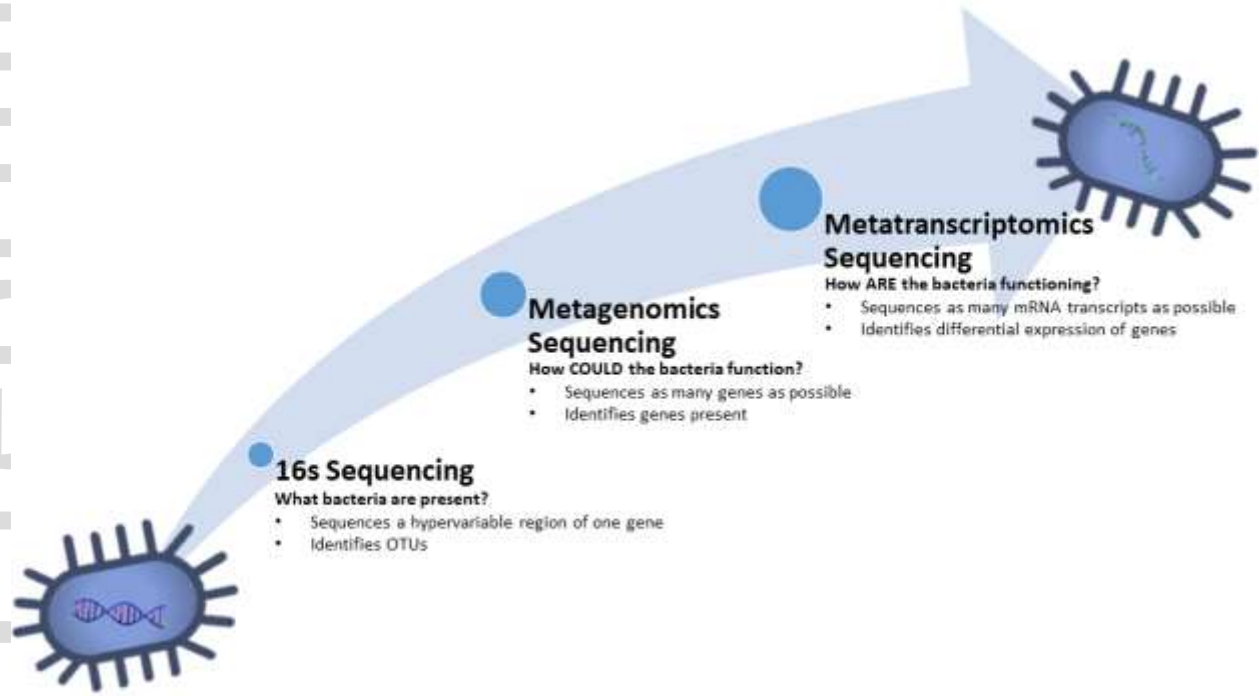 Metatranscriptomics
Sequencing
How ARE the bacteria functioning?
• Sequences as many mRNA transcripts as possible
• Identifies differential expression of genes
Metagenomics
Sequencing
How COULD the bacteria function?
• Sequences as many genes as possible
• Identifies genes present
16s Sequencing
What bacteria are present?
• Sequences a hypervariable region of one gene
• Identifies OTUs